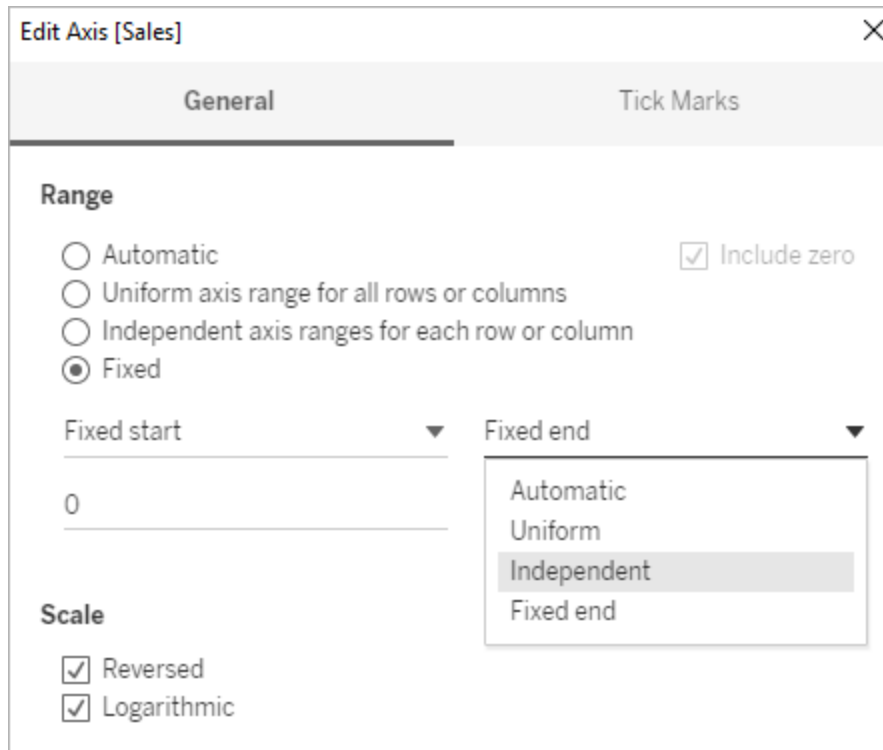 Edit Axis [Sales]
General Tick Marks
Range
Automatic Include zero
Uniform axis range for all rows or columns
Independent axis ranges for each row or column
Fixed
Fixed start Fixed end
0
Automatic
Uniform
Independent
Fixed end
Scale
Reversed
Logarithmic